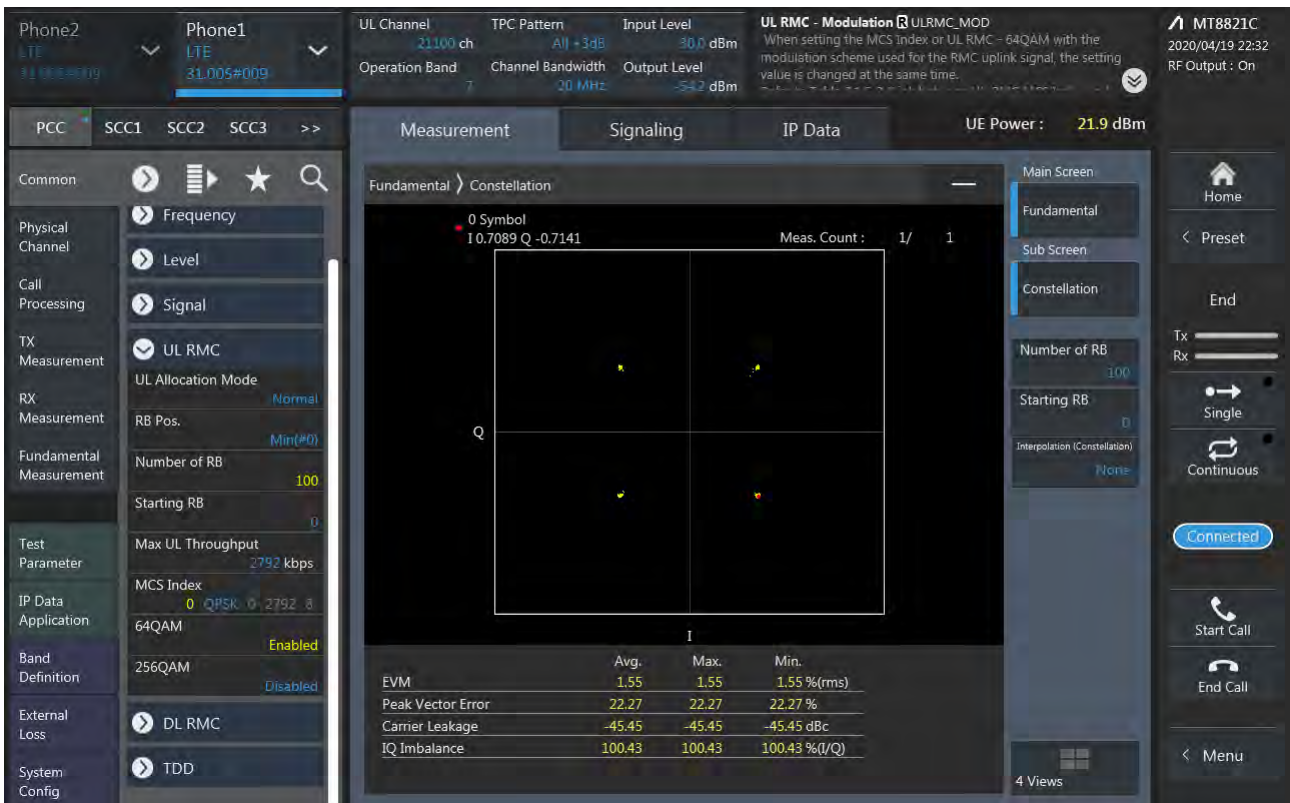 Phone2
LTE
Phone1
LTE
31.005#009
UL Channel
21100 ch
TPC Pattern
All +3dB
Input Level
30.0 dBm
Operation Band
7
Channel Bandwidth
20 MHz
Output Level
-54.2 dBm
UL RMC - Modulation R ULRMC_MOD
When setting the MCS Index or UL RMC - 64QAM with the
modulation scheme used for the RMC uplink signal, the setting
value is changed at the same time.
MT8821C
2020/04/19 22:32
RF Output : On
PCC SCC1 SCC2 SCC3 >>
Measurement Signaling IP Data
UE Power : 21.9 dBm
Common
Physical
Channel
Call
Processing
TX
Measurement
RX
Measurement
Fundamental
Measurement
Test
Parameter
IP Data
Application
Band
Definition
External
Loss
System
Config
Frequency
Level
Signal
UL RMC
UL Allocation Mode
Normal
RB Pos.
Min(#0)
Number of RB
100
Starting RB
0
Max UL Throughput
2792 kbps
MCS Index
0 QPSK 0 2792 8
64QAM
Enabled
256QAM
Disabled
DL RMC
TDD
Fundamental > Constellation
0 Symbol
I 0.7089 Q -0.7141
Meas. Count : 1/ 1
Q
I
Avg. Max. Min.
EVM 1.55 1.55 1.55 %(rms)
Peak Vector Error 22.27 22.27 22.27 %
Carrier Leakage -45.45 -45.45 -45.45 dBc
IQ Imbalance 100.43 100.43 100.43 %(I/Q)
Main Screen
Fundamental
Sub Screen
Constellation
Number of RB
100
Starting RB
0
Interpolation (Constellation)
None
4 Views
Home
< Preset
End
Tx
Rx
Single
Continuous
Connected
Start Call
End Call
< Menu